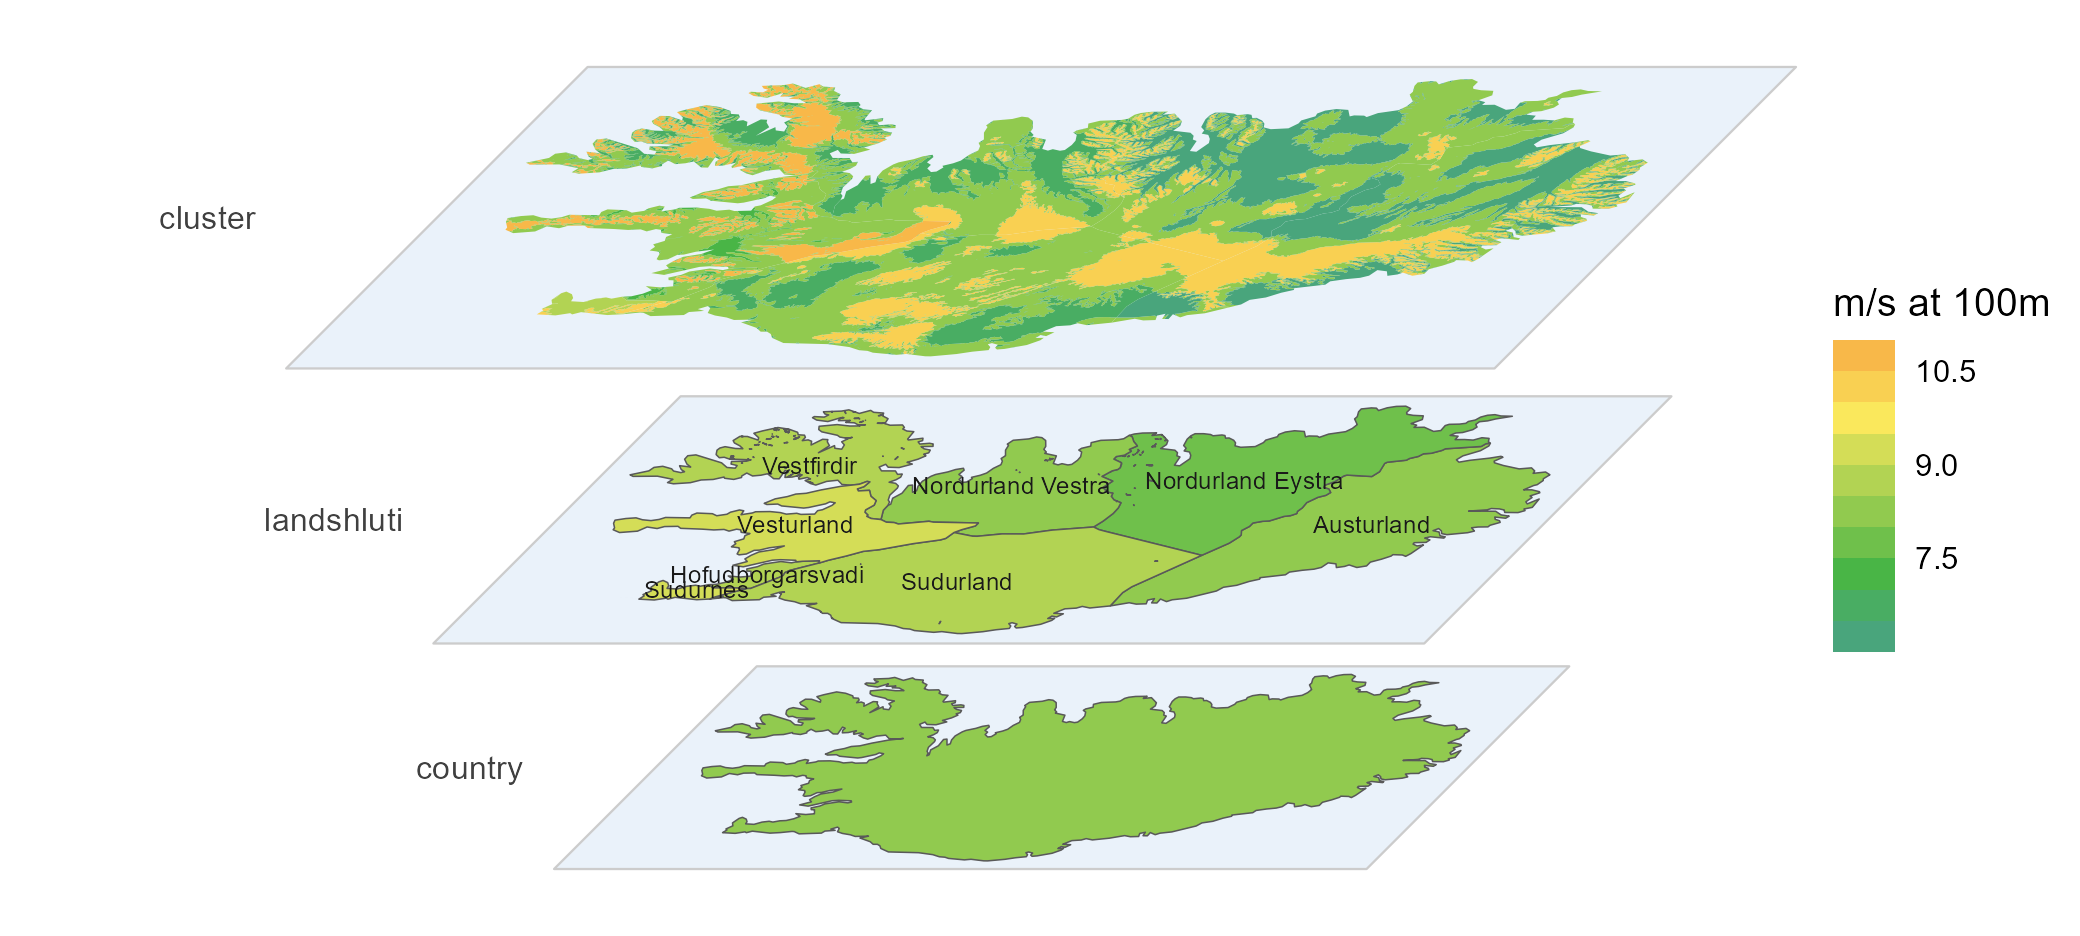 cluster
m/s at 100m
10.5
9.0
7.5
landshluti
Vestfirdir
Nordurland Vestra
Nordurland Eystra
Vesturland
Austurland
Hofudborgarsvadi
Sudurnes
Sudurland
country